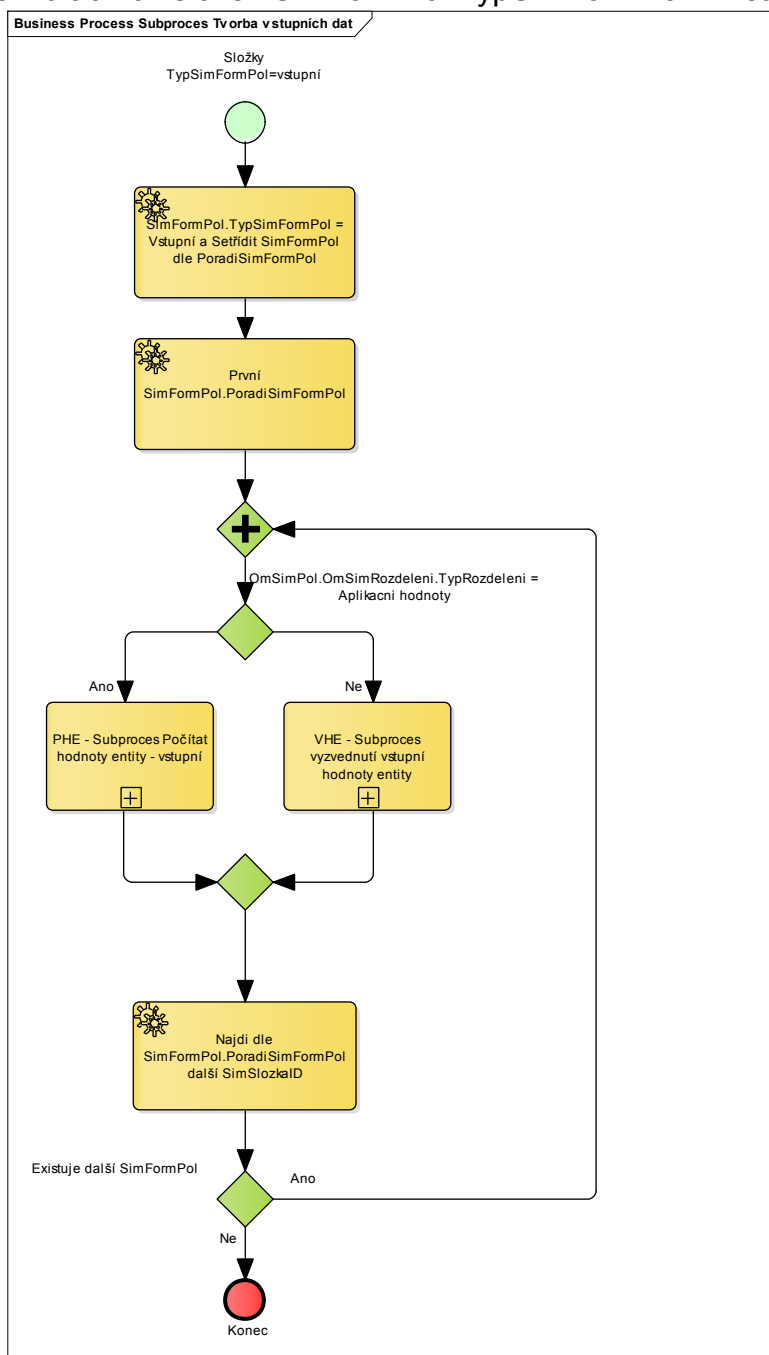 Business Process Subproces Tvorba vstupních dat
Složky
TypSimFormPol=vstupní
SimFormPol.TypSimFormPol =
Vstupní a Setřídit SimFormPol
dle PoradiSimFormPol
První
SimFormPol.PoradiSimFormPol
OmSimPol.OmSimRozdeleni.TypRozdeleni =
Aplikacni hodnoty
Ano
Ne
PHE - Subproces Počítat
hodnoty entity - vstupní
VHE - Subproces
vyzvednutí vstupní
hodnoty entity
Najdi dle
SimFormPol.PoradiSimFormPol
další SimSlozkaID
Existuje další SimFormPol
Ano
Ne
Konec